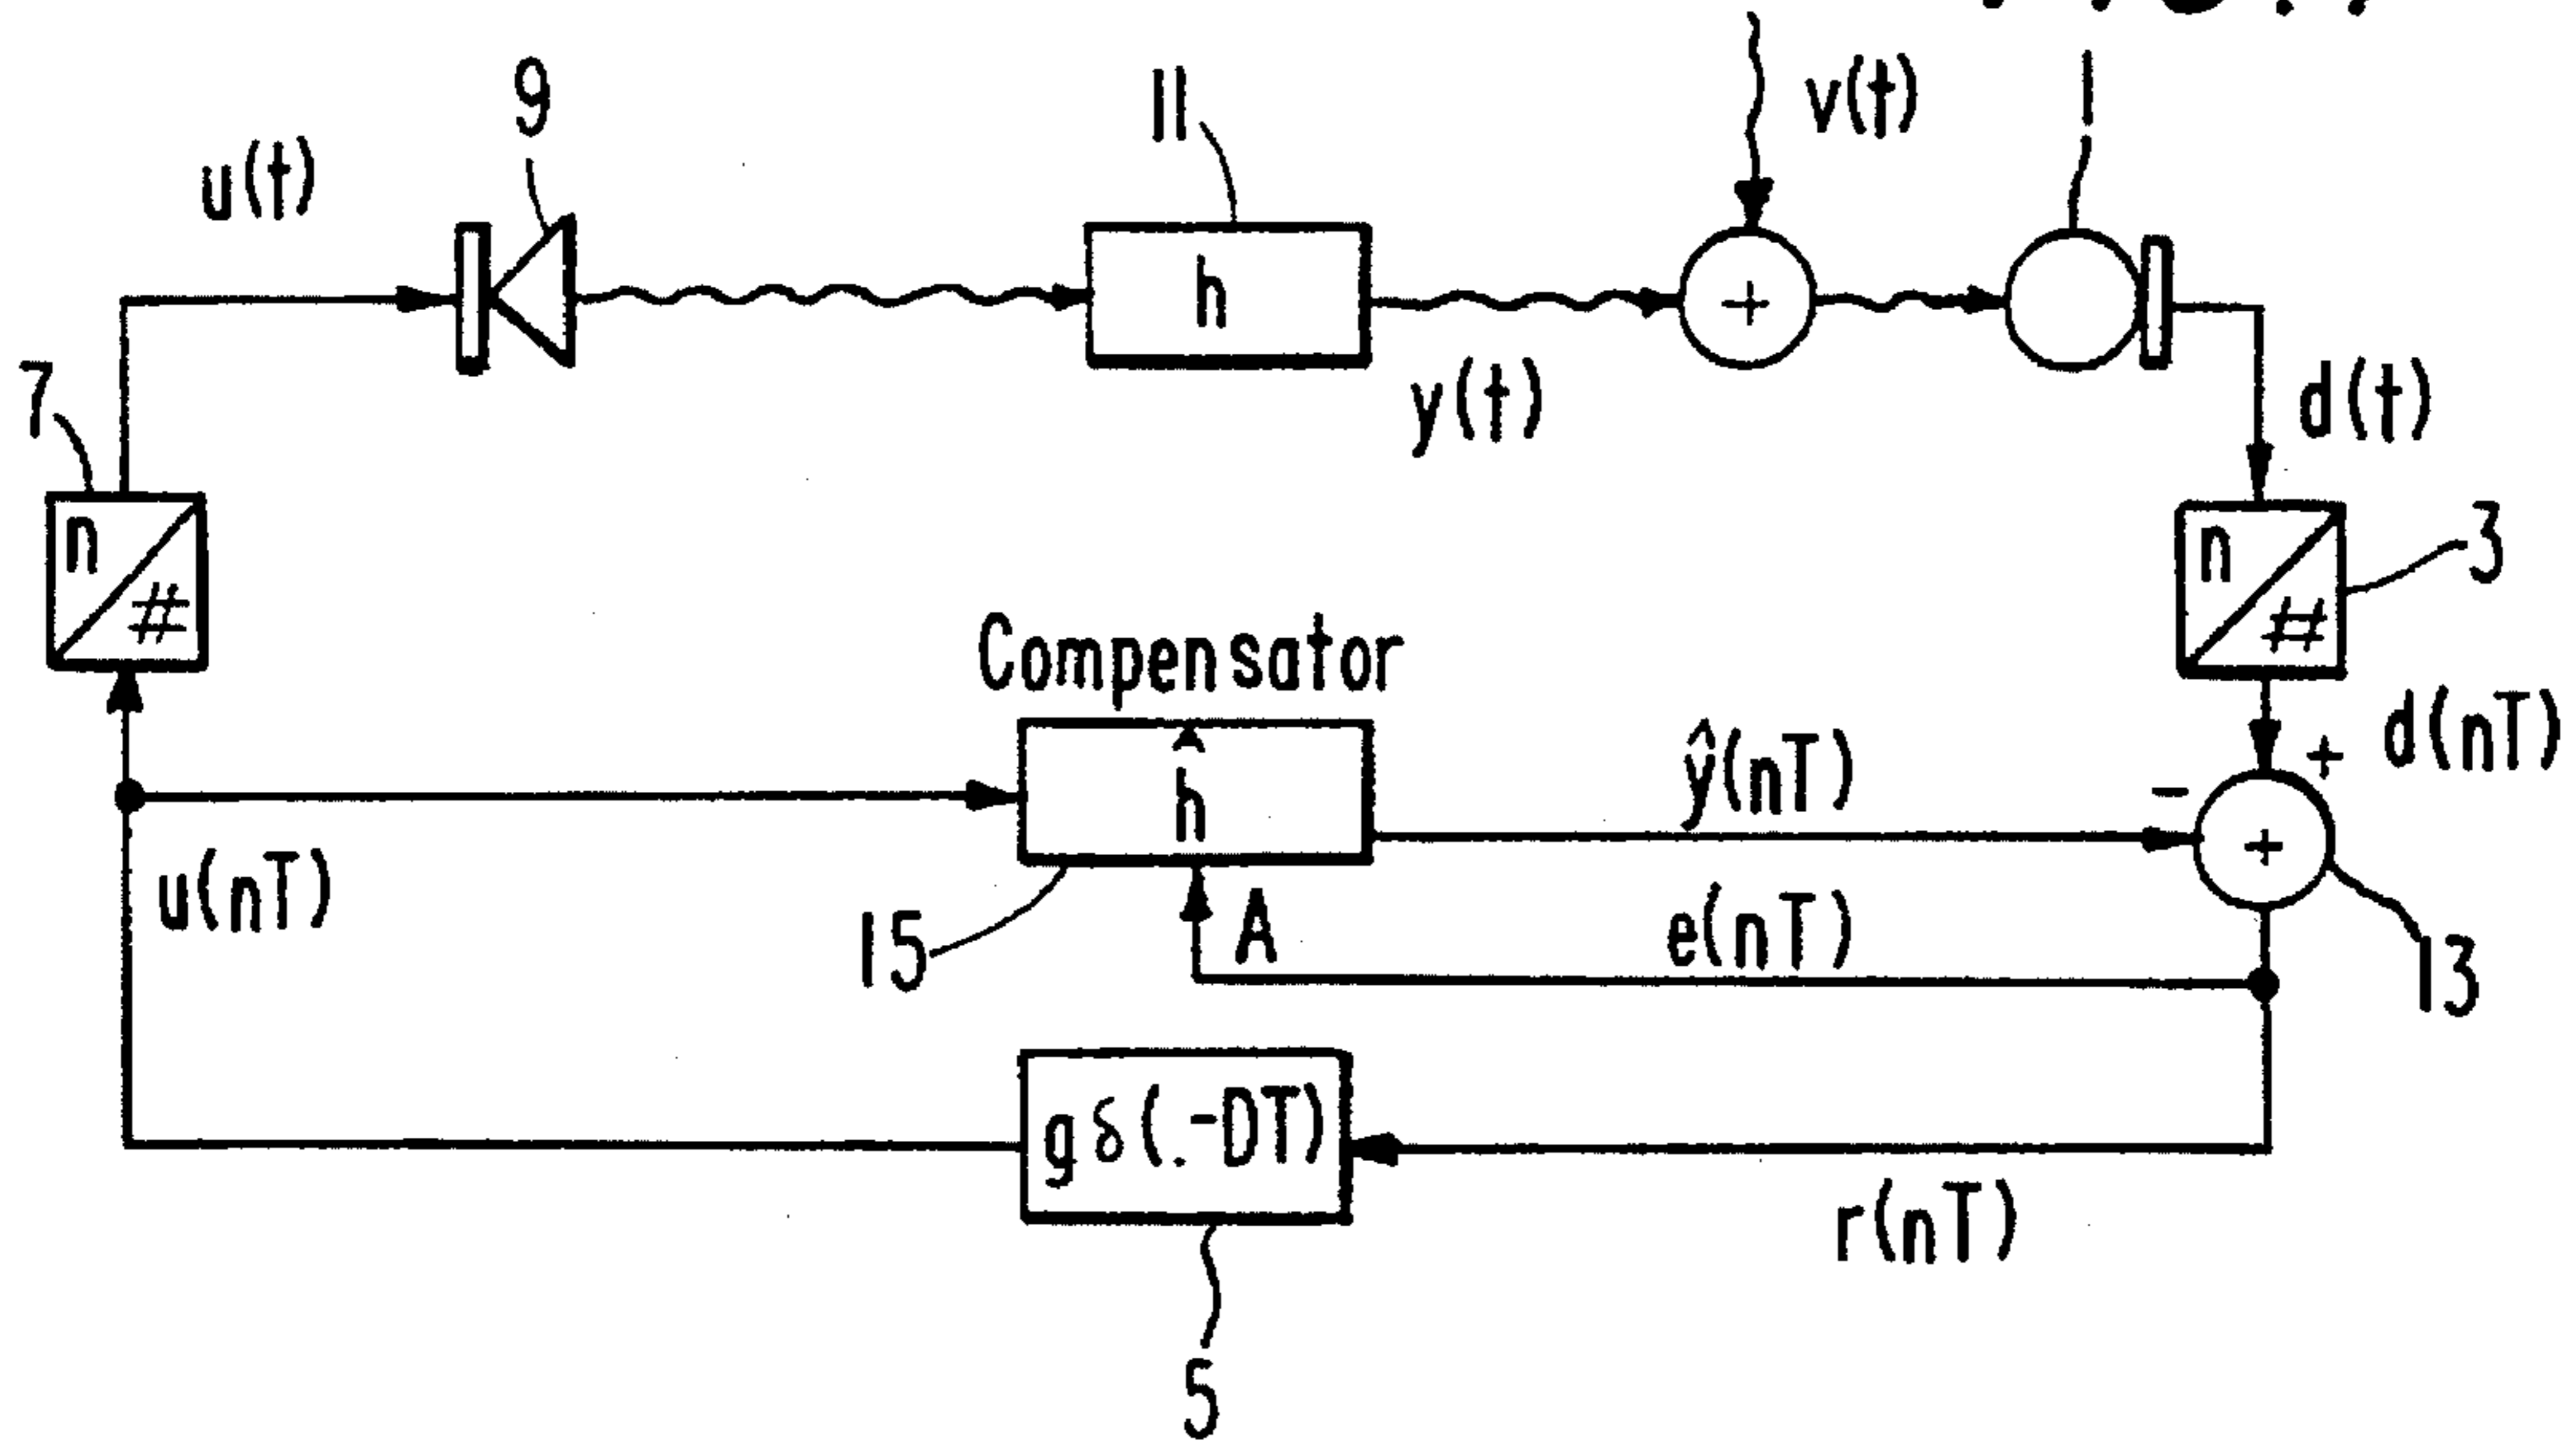 9
11
v(t)
1
u(t)
h
+
y(t)
d(t)
7
n
#
n
#
3
Compensator
ĥ
ŷ(nT)
-
+
d(nT)
+
u(nT)
15
A
e(nT)
13
gδ(.-DT)
r(nT)
5